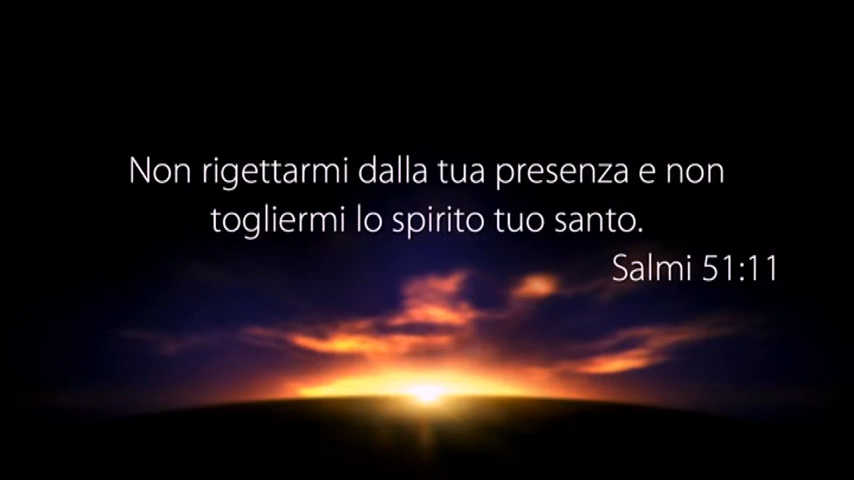 Non rigettarmi dalla tua presenza e non
togliermi lo spirito tuo santo.
Salmi 51:11